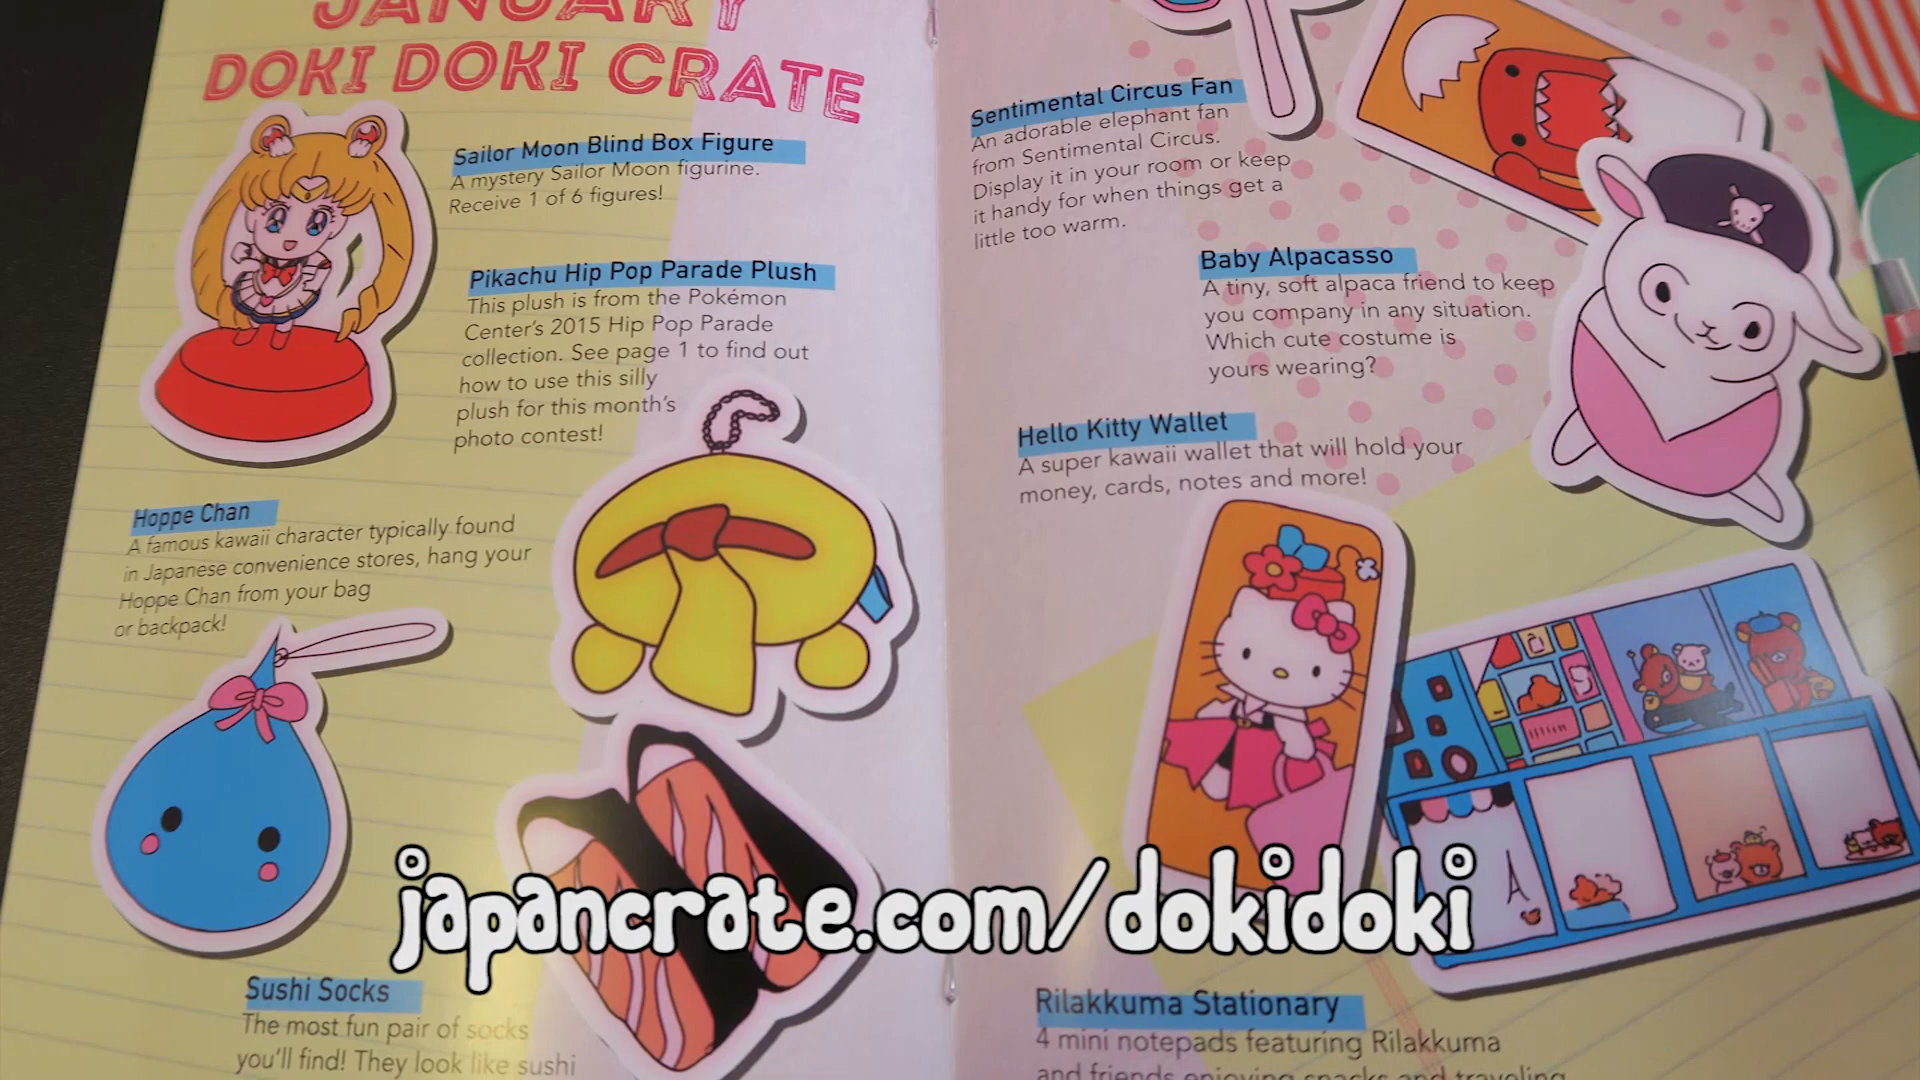 JANUARY
DOKI DOKI CRATE
Sailor Moon Blind Box Figure
A mystery Sailor Moon figurine.
Receive 1 of 6 figures!
Pikachu Hip Pop Parade Plush
This plush is from the Pokémon
Center's 2015 Hip Pop Parade
collection. See page 1 to find out
how to use this silly
plush for this month's
photo contest!
Hoppe Chan
A famous kawaii character typically found
in Japanese convenience stores, hang your
Hoppe Chan from your bag
or backpack!
Sushi Socks
The most fun pair of socks
you'll find! They look like sushi
Sentimental Circus Fan
An adorable elephant fan
from Sentimental Circus.
Display it in your room or keep
it handy for when things get a
little too warm.
Baby Alpacasso
A tiny, soft alpaca friend to keep
you company in any situation.
Which cute costume is
yours wearing?
Hello Kitty Wallet
A super kawaii wallet that will hold your
money, cards, notes and more!
Rilakkuma Stationary
4 mini notepads featuring Rilakkuma
and friends enjoying snacks and traveling
japancrate.com/dokidoki